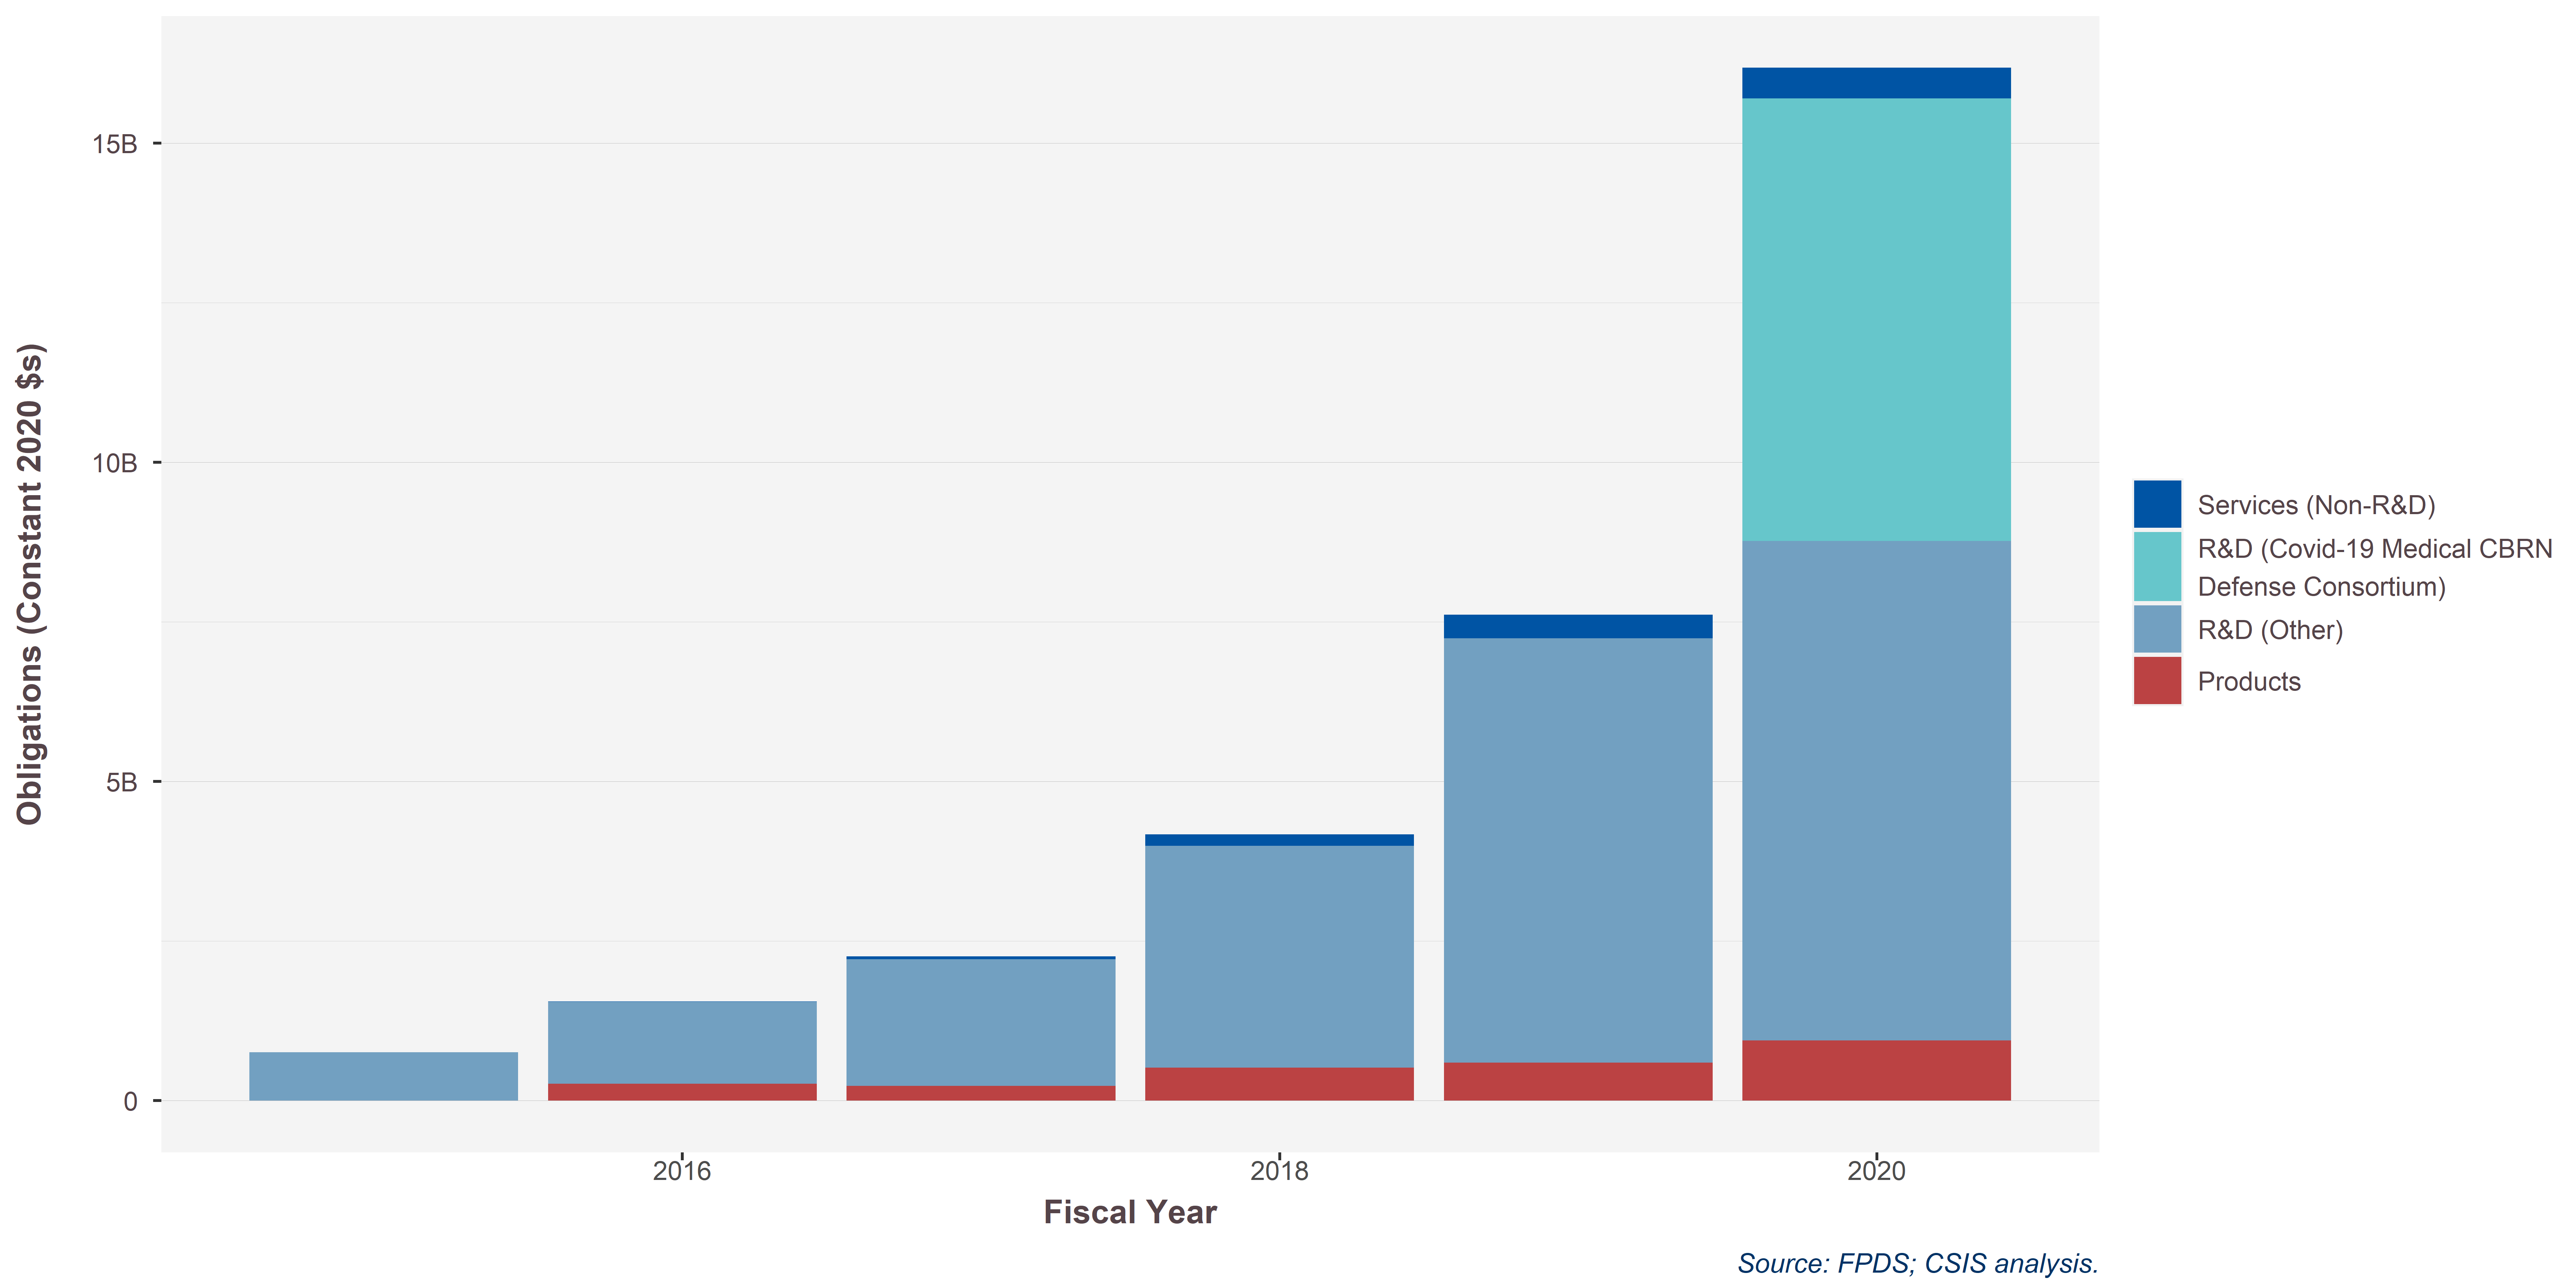 Obligations (Constant 2020 $s)
15B
10B
5B
0
2016
2018
2020
Fiscal Year
Services (Non-R&D)
R&D (Covid-19 Medical CBRN
Defense Consortium)
R&D (Other)
Products
Source: FPDS; CSIS analysis.